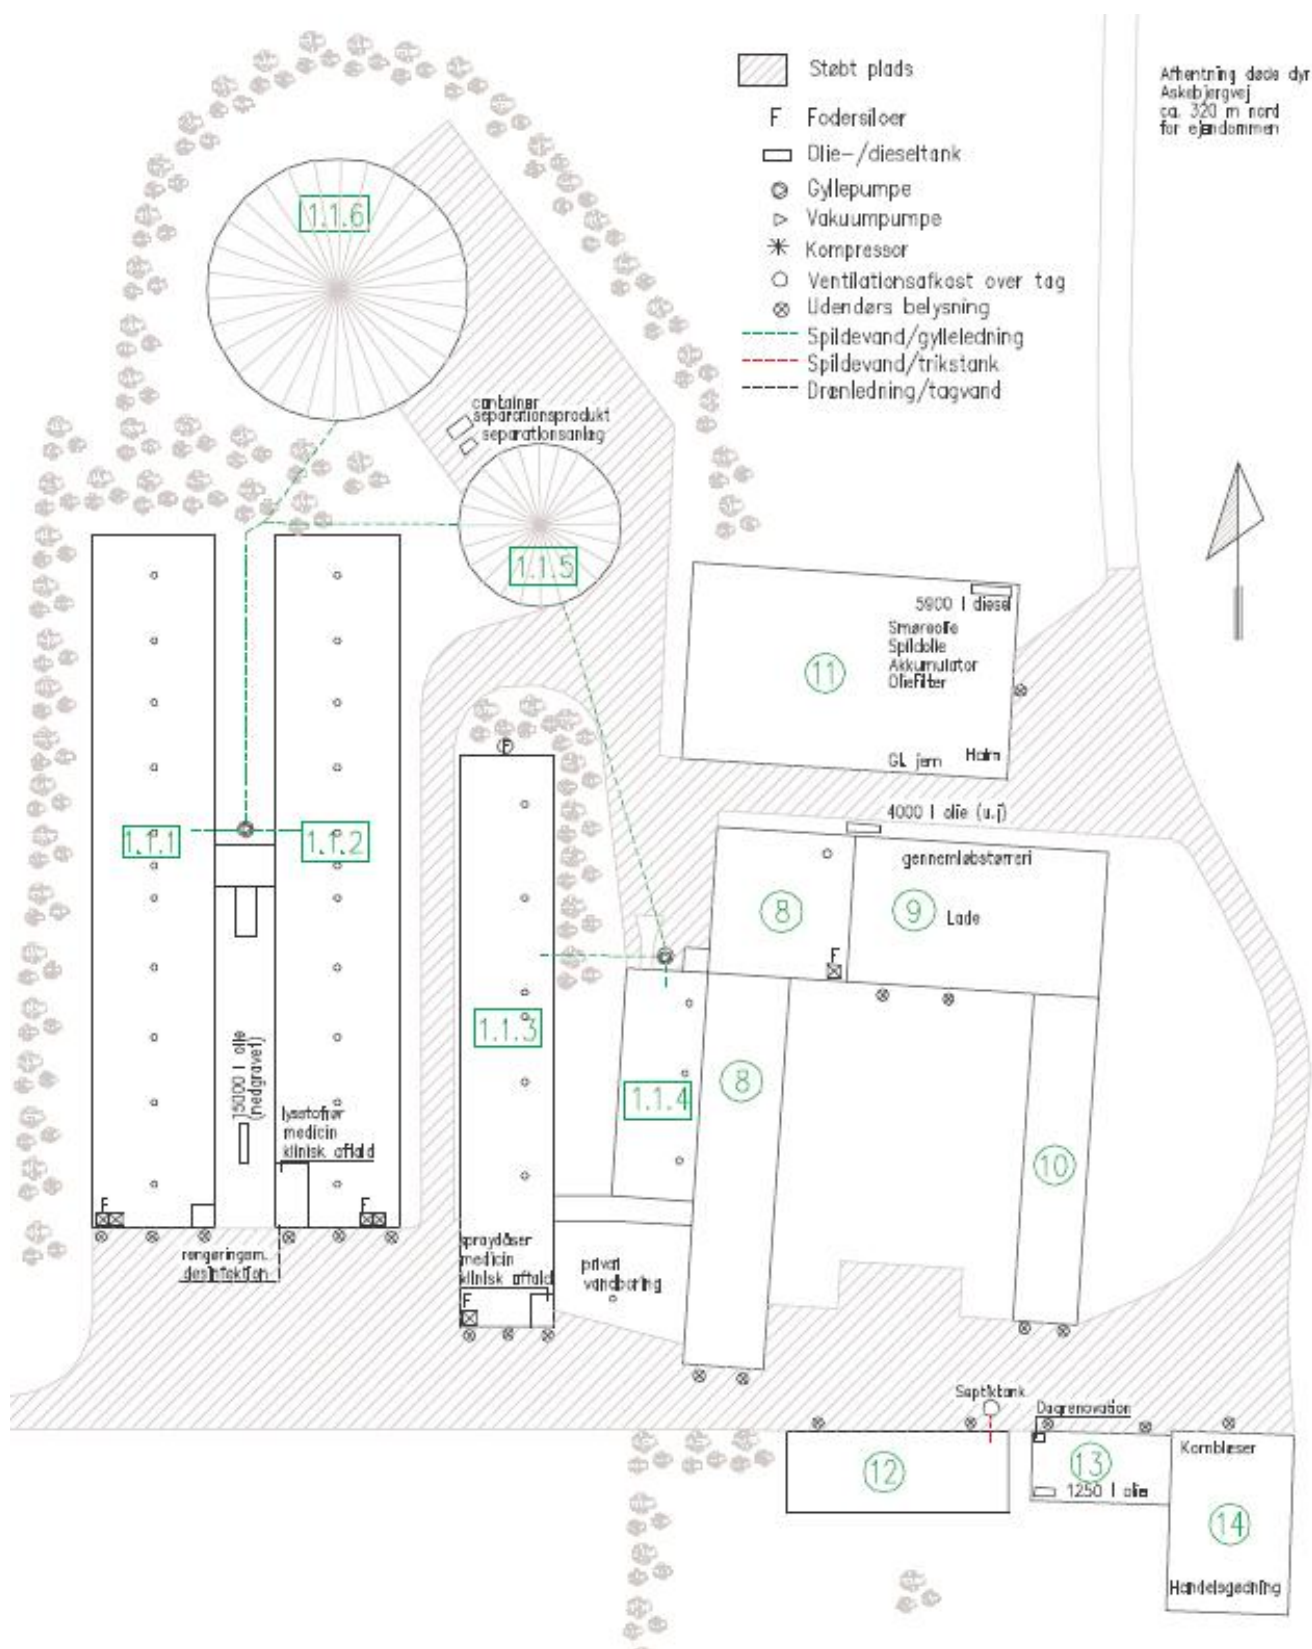 Støbt plads
F Fodersiloer
Olie-/dieseltank
Gyllepumpe
Vakuumpumpe
Kompressor
Ventilationsafkast over tag
Udendørs belysning
Spildevand/gylleledning
Spildevand/trikstank
Drænledning/tagvand
Afhentning døde dyr
Askebjergvej
ca. 320 m nord
for ejendommen
1.1.6
container
separationsprodukt
separationsanlæg
1.1.5
5900 l diesel
Smøreolie
Spildolie
Akkumulator
Oliefilter
11
Gl. jern
Halm
F
4000 l olie (u.j)
gennemløbstørreri
1.1.1
1.1.2
8
9
Lade
F
1.1.3
15000 l olie
(nedgravet)
8
1.1.4
lysstofrør
medicin
klinisk affald
10
F
F
rengøringsm.
desinfektion
spraydåser
medicin
klinisk affald
F
privat
vandboring
Septiktank
Dagrenovation
Kornblæser
12
13
1250 l olie
14
Handelsgødning